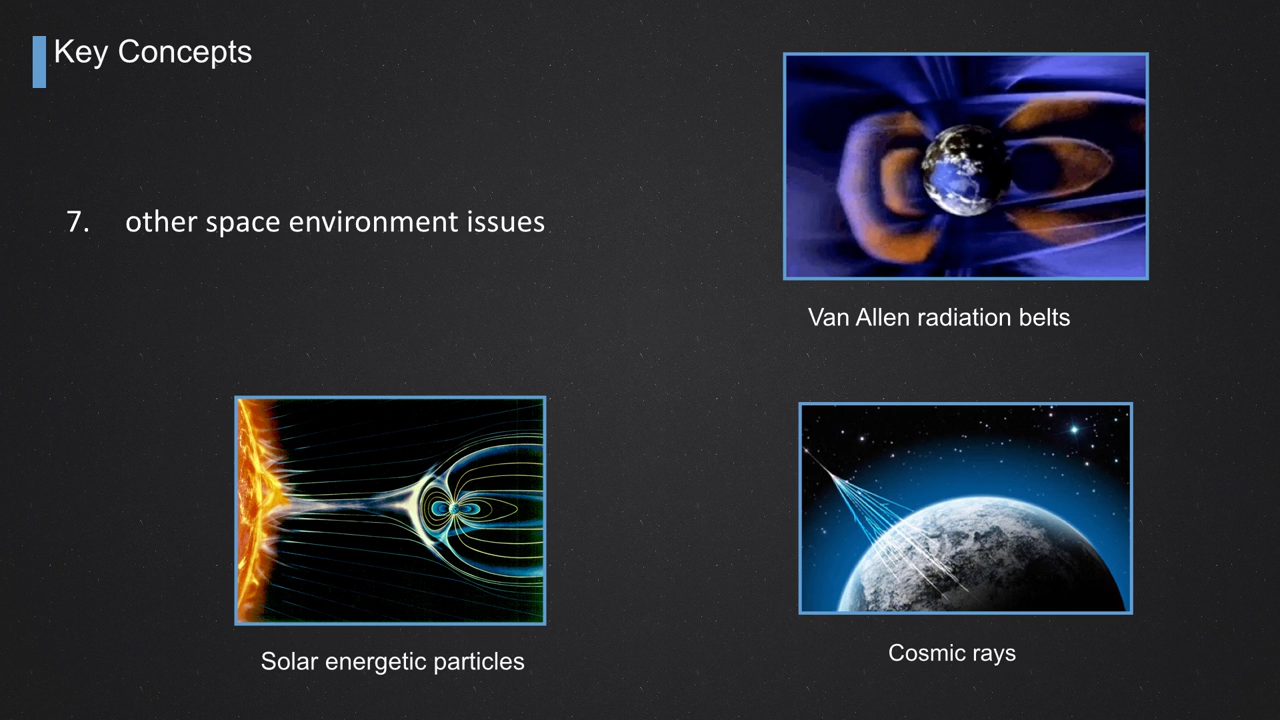 Key Concepts
7. other space environment issues
Van Allen radiation belts
Solar energetic particles
Cosmic rays